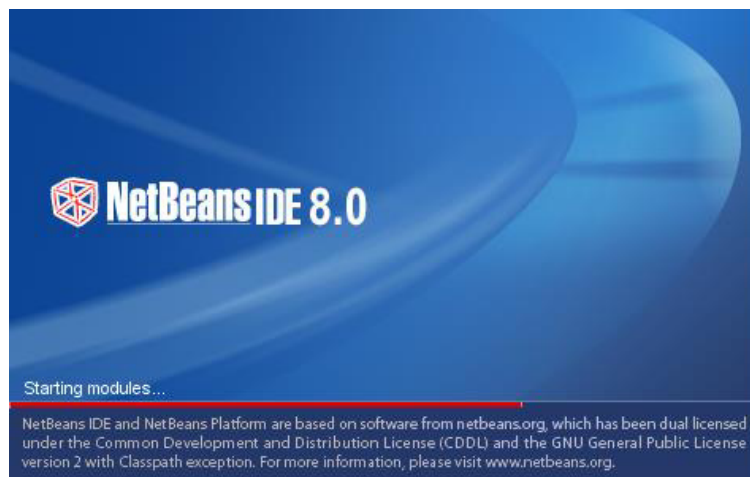 NetBeans IDE 8.0
Starting modules...
NetBeans IDE and NetBeans Platform are based on software from netbeans.org, which has been dual licensed
under the Common Development and Distribution License (CDDL) and the GNU General Public License
version 2 with Classpath exception. For more information, please visit www.netbeans.org.